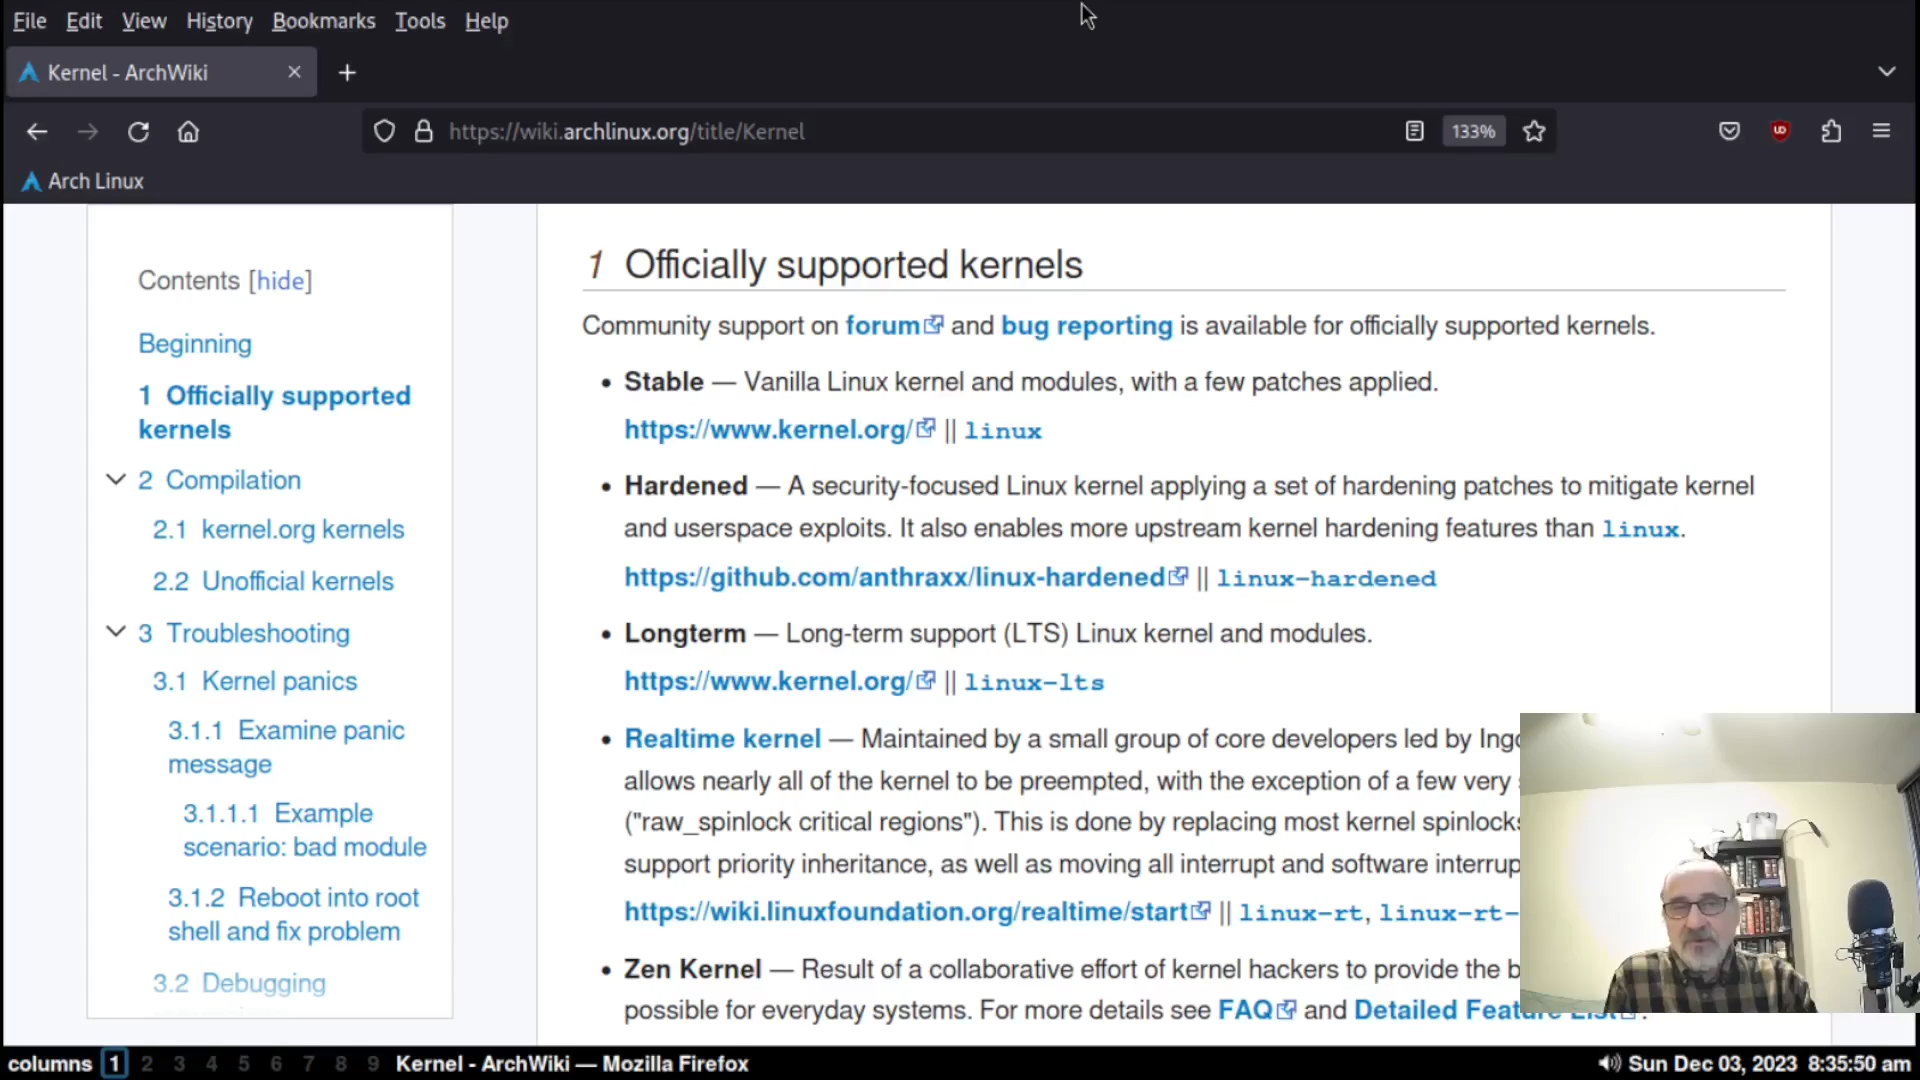 File Edit View History Bookmarks Tools Help
Kernel - ArchWiki
https://wiki.archlinux.org/title/Kernel
133%
Arch Linux
Contents [hide]
Beginning
1 Officially supported
kernels
2 Compilation
2.1 kernel.org kernels
2.2 Unofficial kernels
3 Troubleshooting
3.1 Kernel panics
3.1.1 Examine panic
message
3.1.1.1 Example
scenario: bad module
3.1.2 Reboot into root
shell and fix problem
3.2 Debugging
1 Officially supported kernels
Community support on forum and bug reporting is available for officially supported kernels.
• Stable — Vanilla Linux kernel and modules, with a few patches applied.
https://www.kernel.org/ || linux
• Hardened — A security-focused Linux kernel applying a set of hardening patches to mitigate kernel
and userspace exploits. It also enables more upstream kernel hardening features than linux.
https://github.com/anthraxx/linux-hardened || linux-hardened
• Longterm — Long-term support (LTS) Linux kernel and modules.
https://www.kernel.org/ || linux-lts
• Realtime kernel — Maintained by a small group of core developers led by
allows nearly all of the kernel to be preempted, with the exception of a few very
("raw_spinlock critical regions"). This is done by replacing most kernel spinlocks
support priority inheritance, as well as moving all interrupt and software
https://wiki.linuxfoundation.org/realtime/start || linux-rt, linux-rt-
• Zen Kernel — Result of a collaborative effort of kernel hackers to provide the
possible for everyday systems. For more details see FAQ and Detailed Feature List.
columns 1 2 3 4 5 6 7 8 9 Kernel - ArchWiki — Mozilla Firefox
Sun Dec 03, 2023 8:35:50 am